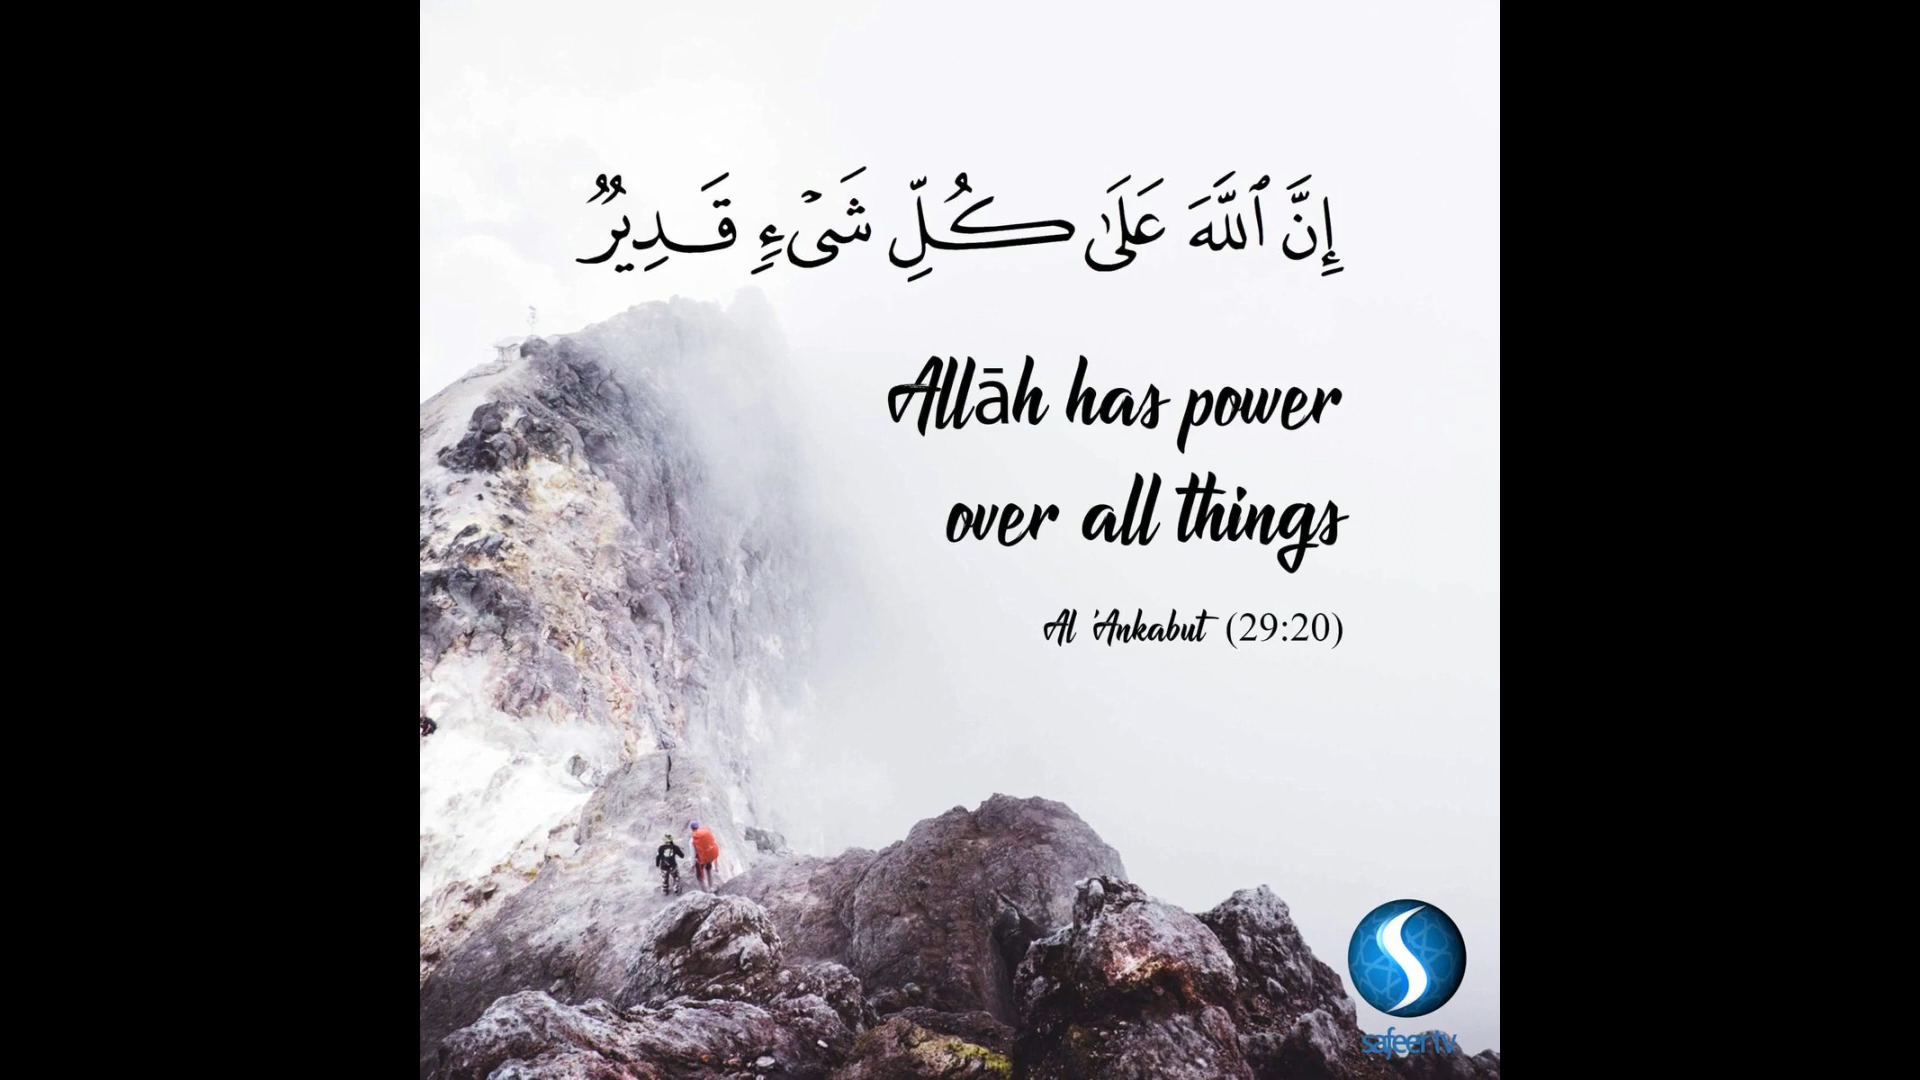 إِنَّ ٱللَّهَ عَلَىٰ كُلِّ شَىْءٍ قَدِيرٌ
Allāh has power
over all things
Al 'Ankabut (29:20)
safeer tv